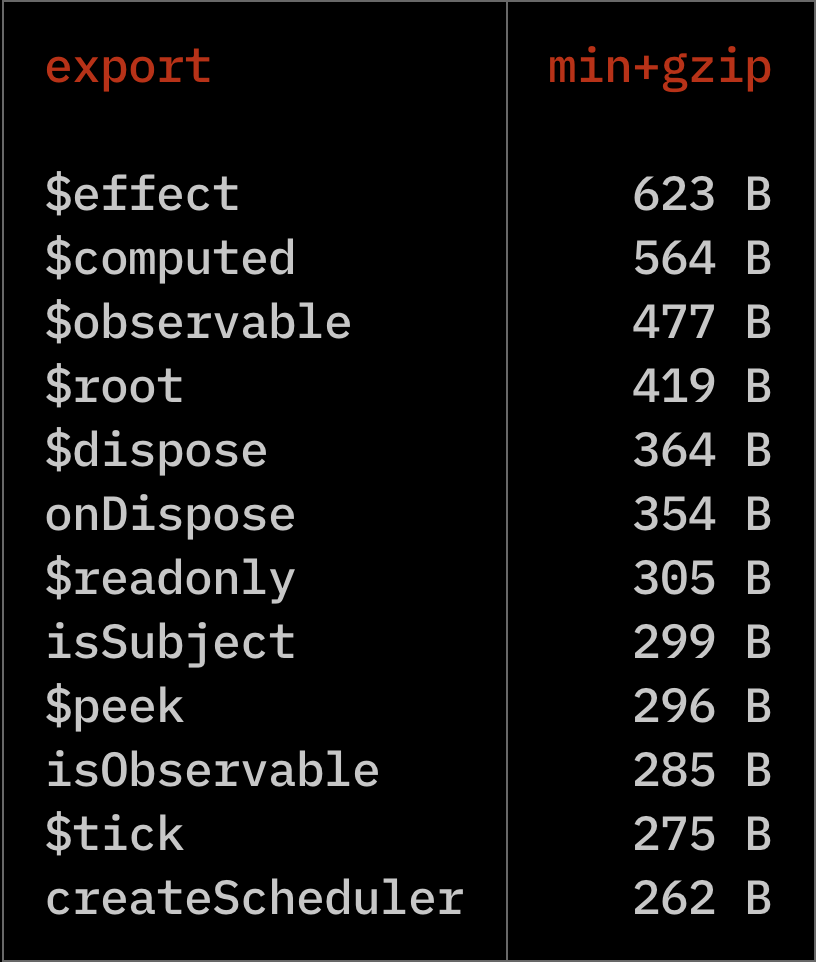 export min+gzip
$effect 623 B
$computed 564 B
$observable 477 B
$root 419 B
$dispose 364 B
onDispose 354 B
$readonly 305 B
isSubject 299 B
$peek 296 B
isObservable 285 B
$tick 275 B
createScheduler 262 B